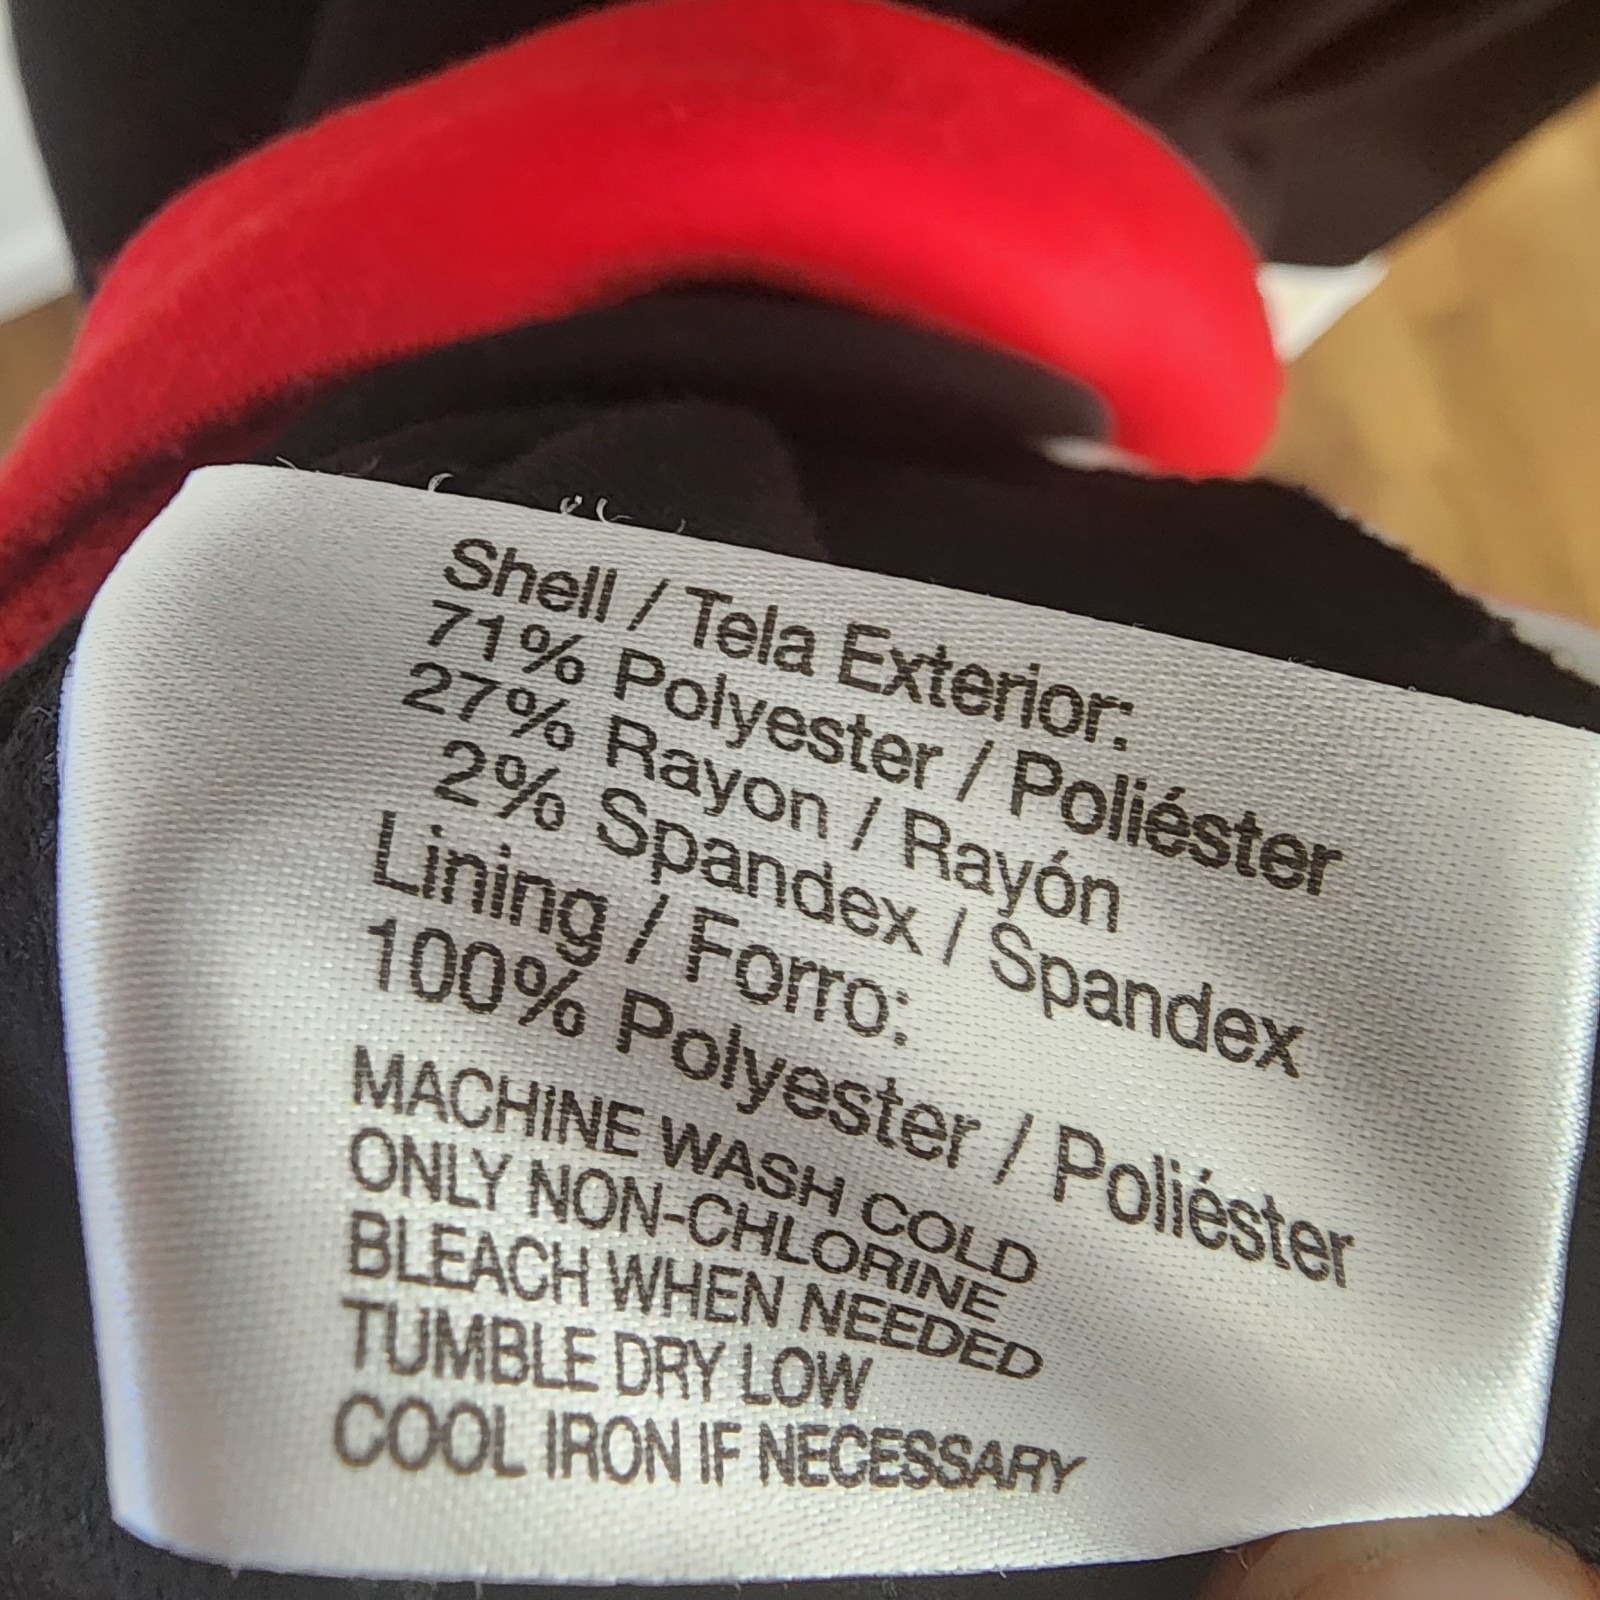 Shell / Tela Exterior:
71% Polyester / Poliéster
27% Rayon / Rayón
2% Spandex / Spandex
Lining / Forro:
100% Polyester / Poliéster
MACHINE WASH COLD
ONLY NON-CHLORINE
BLEACH WHEN NEEDED
TUMBLE DRY LOW
COOL IRON IF NECESSARY